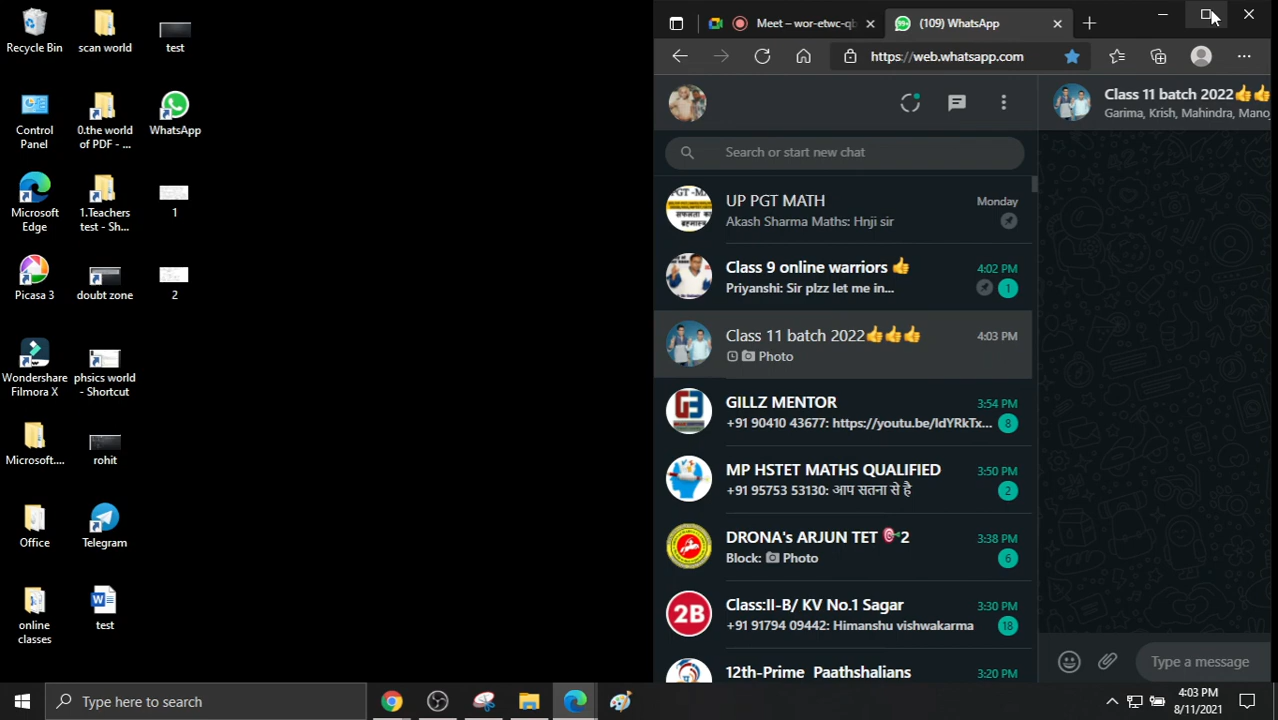 Recycle Bin
scan world
test
Control
Panel
0.the world
of PDF - ...
WhatsApp
Microsoft
Edge
1.Teachers
test - Sh...
1
Picasa 3
doubt zone
2
Wondershare
Filmora X
phsics world
- Shortcut
Microsoft....
rohit
Office
Telegram
online
classes
test
Meet – wor-etwc-qb
99+
(109) WhatsApp
https://web.whatsapp.com
Class 11 batch 2022👍👍
Garima, Krish, Mahindra, Mano
Search or start new chat
UP PGT MATH
Monday
Akash Sharma Maths: Hnji sir
Class 9 online warriors 👍
4:02 PM
Priyanshi: Sir plzz let me in...
1
Class 11 batch 2022👍👍👍
4:03 PM
Photo
GILLZ MENTOR
3:54 PM
+91 90410 43677: https://youtu.be/ldYRkTx...
8
MP HSTET MATHS QUALIFIED
3:50 PM
+91 95753 53130: आप सतना से है
2
DRONA's ARJUN TET 🎯2
3:38 PM
Block: Photo
6
2B
Class:II-B/ KV No.1 Sagar
3:30 PM
+91 91794 09442: Himanshu vishwakarma
18
12th-Prime Paathshalians
3:20 PM
Type a message
Type here to search
4:03 PM
8/11/2021